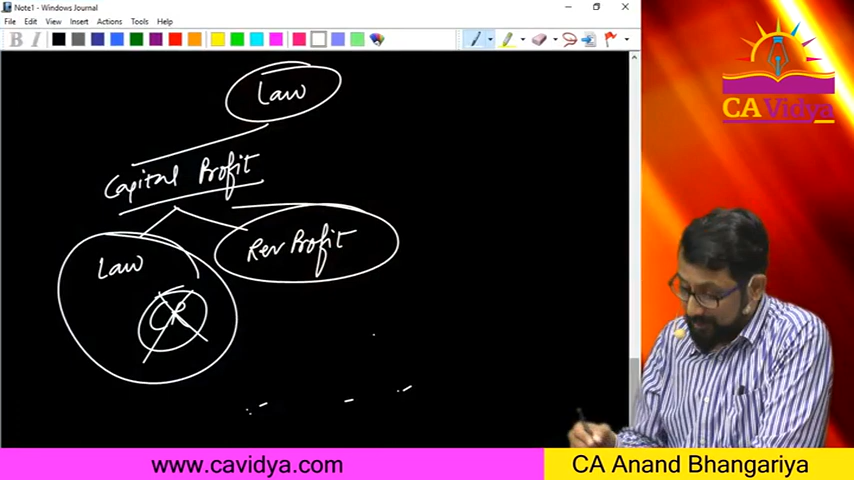 Note1 - Windows Journal
File Edit View Insert Actions Tools Help
B I
Law
Capital Profit
Law
Rev Profit
CR
CA Vidya
www.cavidya.com
CA Anand Bhangariya